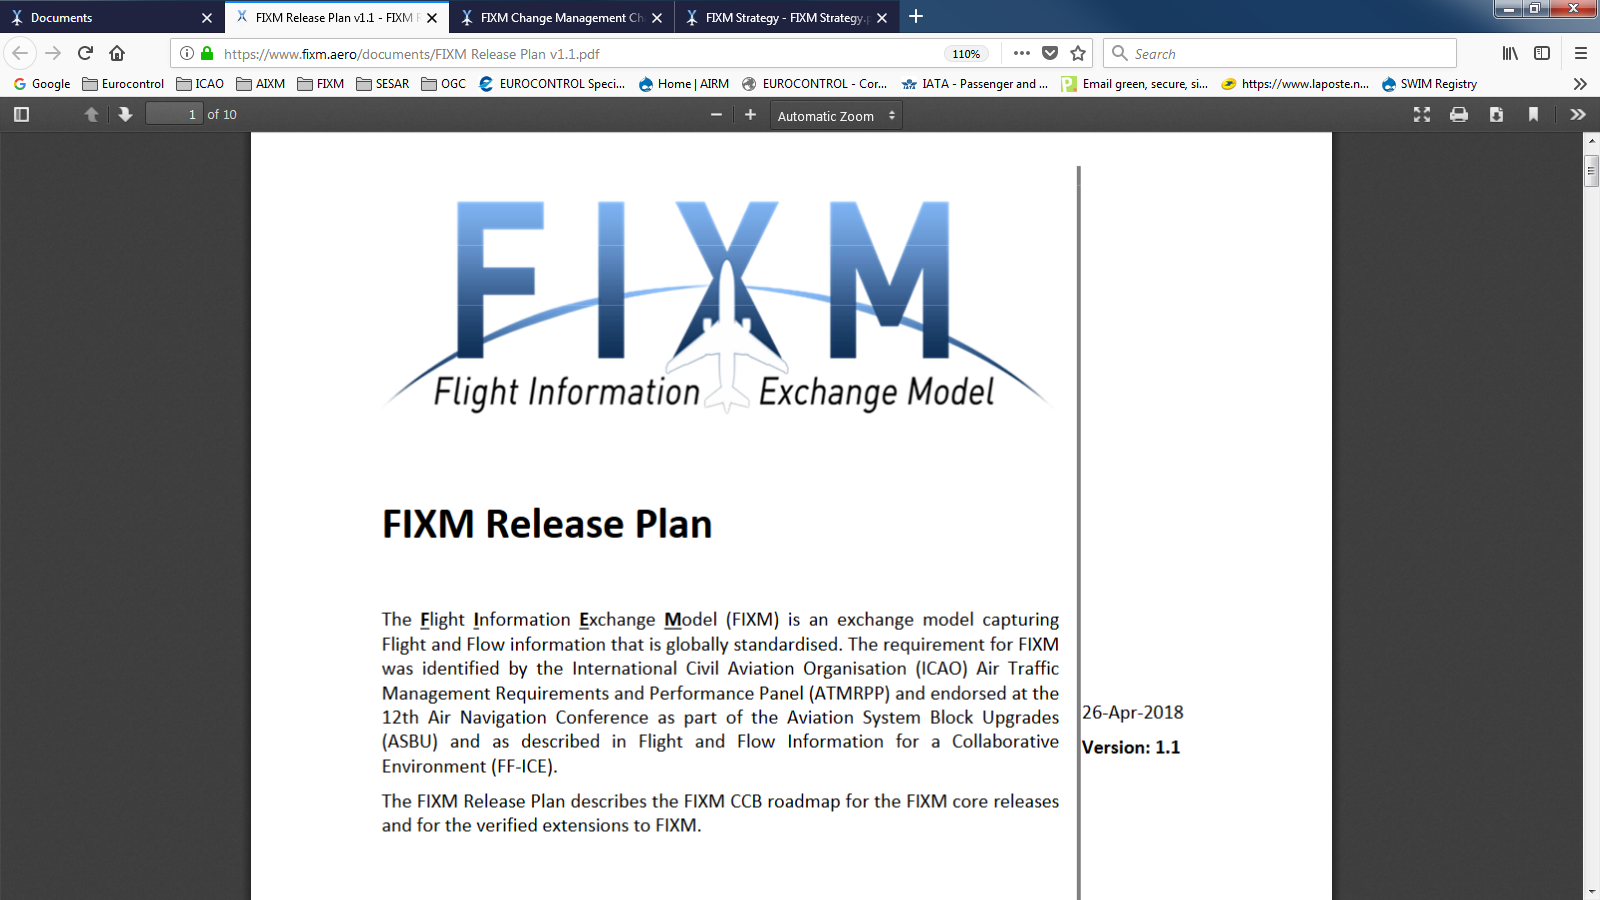 Documents
FIXM Release Plan v1.1 - FIXM F
FIXM Change Management Ch
FIXM Strategy - FIXM Strategy.p
https://www.fixm.aero/documents/FIXM Release Plan v1.1.pdf
110%
Search
Google
Eurocontrol
ICAO
AIXM
FIXM
SESAR
OGC
EUROCONTROL Speci...
Home | AIRM
EUROCONTROL - Cor...
IATA - Passenger and ...
Email green, secure, si...
https://www.laposte.n...
SWIM Registry
1 of 10
Automatic Zoom
FIXM
Flight Information Exchange Model
FIXM Release Plan
The Flight Information Exchange Model (FIXM) is an exchange model capturing
Flight and Flow information that is globally standardised. The requirement for FIXM
was identified by the International Civil Aviation Organisation (ICAO) Air Traffic
Management Requirements and Performance Panel (ATMRPP) and endorsed at the
12th Air Navigation Conference as part of the Aviation System Block Upgrades
(ASBU) and as described in Flight and Flow Information for a Collaborative
Environment (FF-ICE).
The FIXM Release Plan describes the FIXM CCB roadmap for the FIXM core releases
and for the verified extensions to FIXM.
26-Apr-2018
Version: 1.1